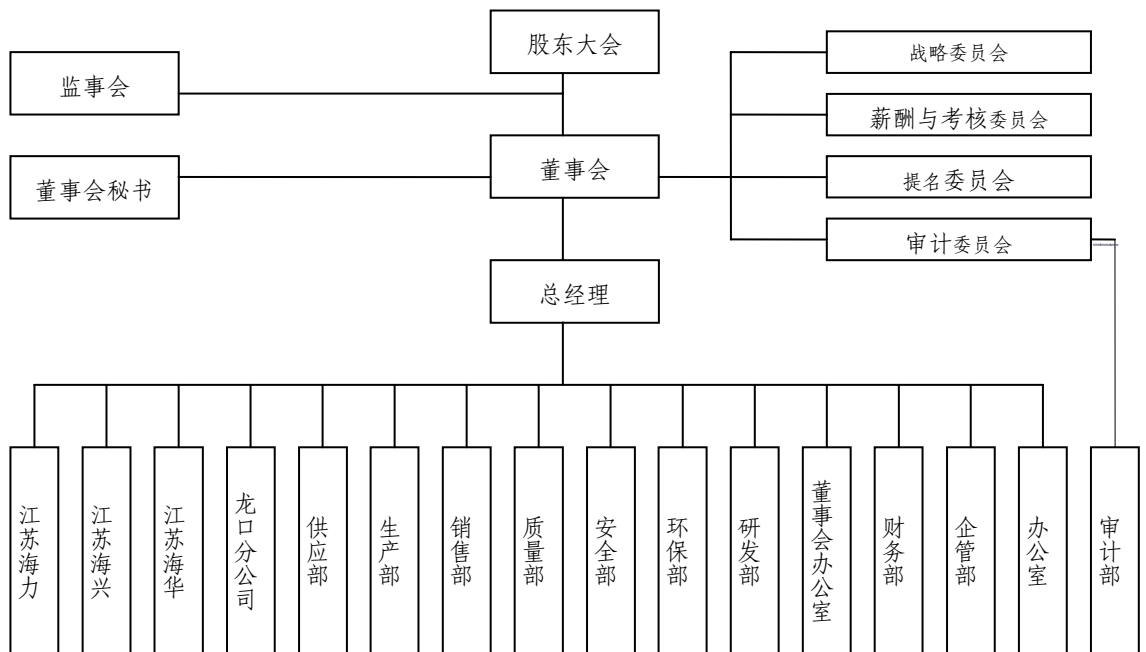 股东大会
战略委员会
监事会
薪酬与考核委员会
董事会
提名委员会
董事会秘书
审计委员会
总经理
江苏海力
江苏海兴
江苏海华
龙口分公司
供应部
生产部
销售部
质量部
安全部
环保部
研发部
董事会办公室
财务部
企管部
办公室
审计部